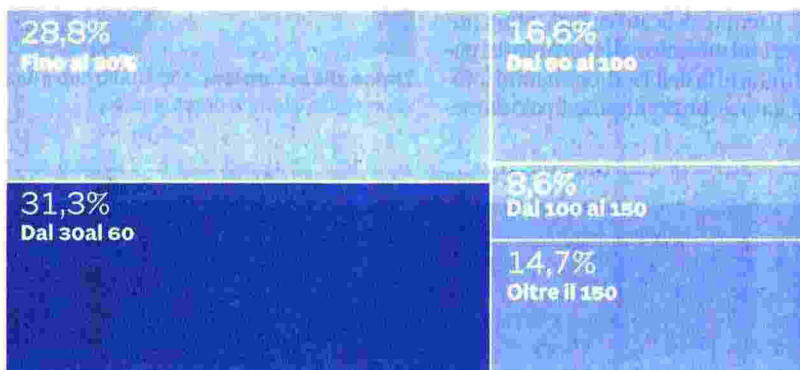 28,8%
Fino al 30%
31,3%
Dal 30al 60
16,6%
Dal 60 al 100
8,6%
Dal 100 al 150
14,7%
Oltre il 150